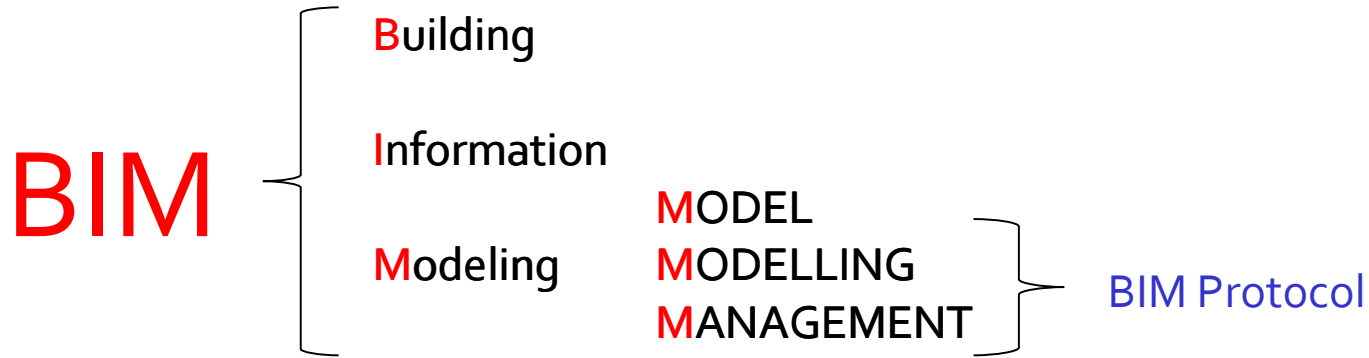 BIM
Building
Information
Modeling
MODEL
MODELLING
MANAGEMENT
BIM Protocol